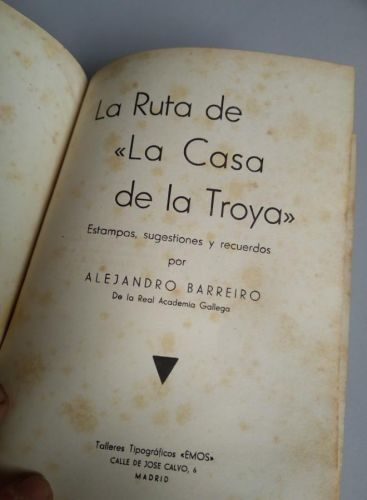 La Ruta de
«La Casa
de la Troya»
Estampas, sugestiones y recuerdos
por
ALEJANDRO BARREIRO
De la Real Academia Gallega
Talleres Tipográficos «EMOS»
CALLE DE JOSE CALVO, 6
MADRID